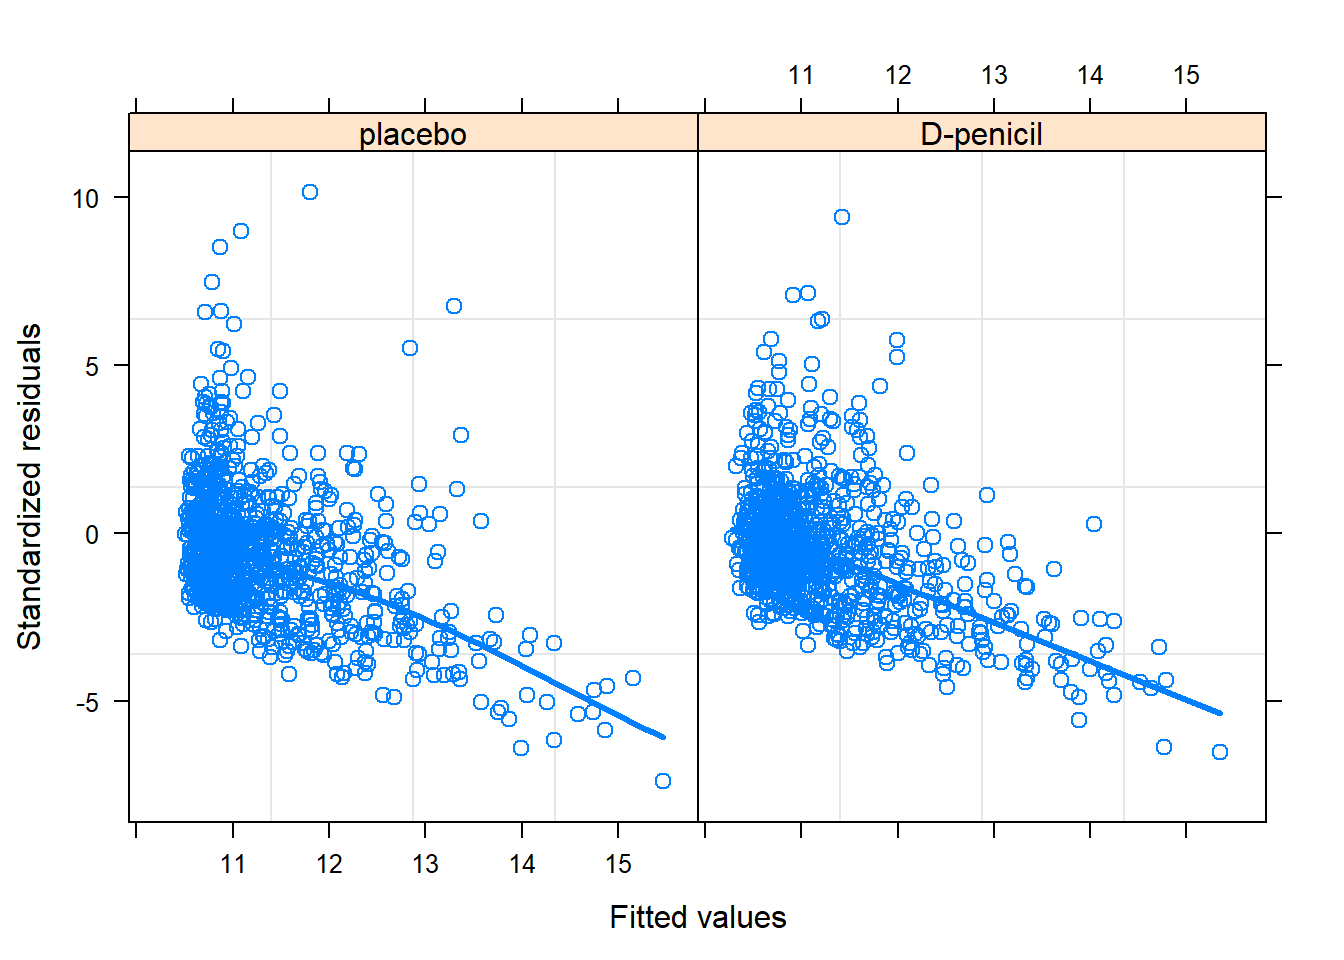 11 12 13 14 15
placebo D-penicil
10
5
0
-5
Standardized residuals
11 12 13 14 15
Fitted values